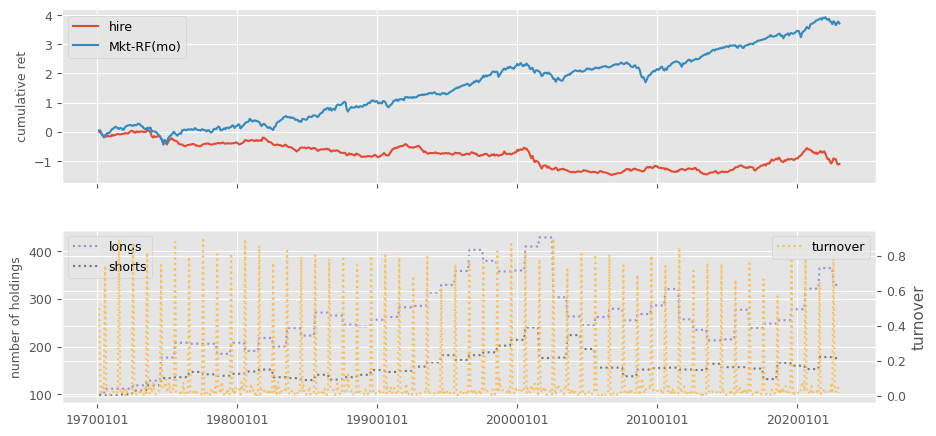 4
3
2
1
0
−1
cumulative ret
hire
Mkt-RF(mo)
400
300
200
100
number of holdings
longs
shorts
turnover
0.8
0.6
0.4
0.2
0.0
turnover
19700101 19800101 19900101 20000101 20100101 20200101